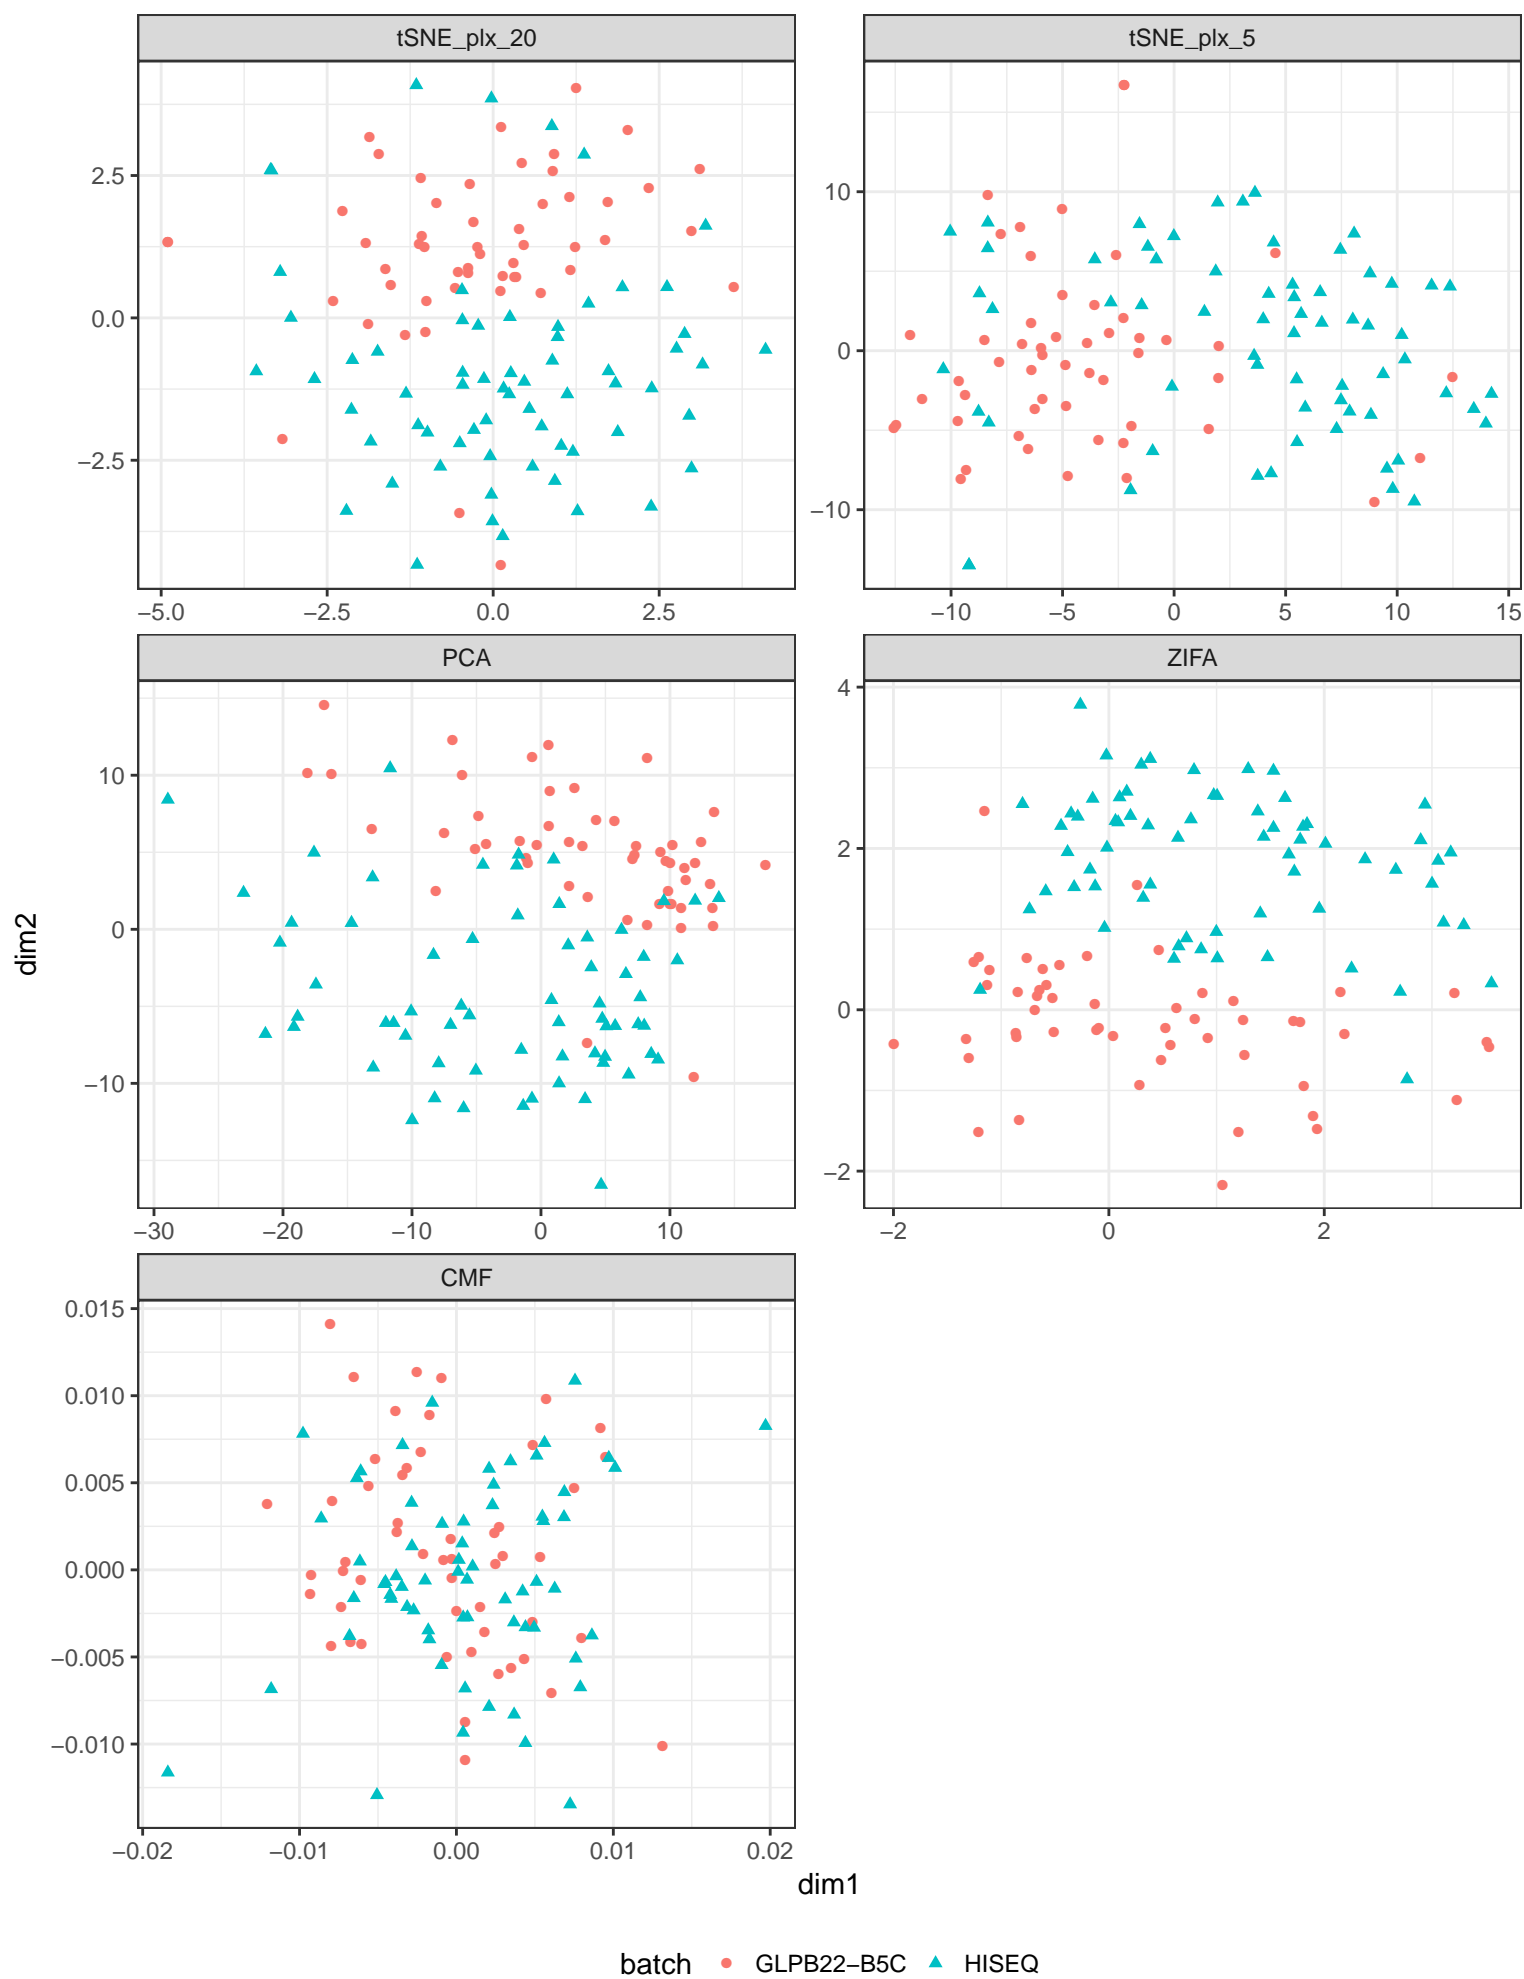 tSNE_plx_20
tSNE_plx_5
2.5
0.0
−2.5
−5.0 −2.5 0.0 2.5
10
0
−10
−10 −5 0 5 10 15
PCA
ZIFA
10
0
−10
−30 −20 −10 0 10
4
2
0
−2
−2 0 2
dim2
CMF
0.015
0.010
0.005
0.000
−0.005
−0.010
−0.02 −0.01 0.00 0.01 0.02
dim1
batch GLPB22−B5C HISEQ